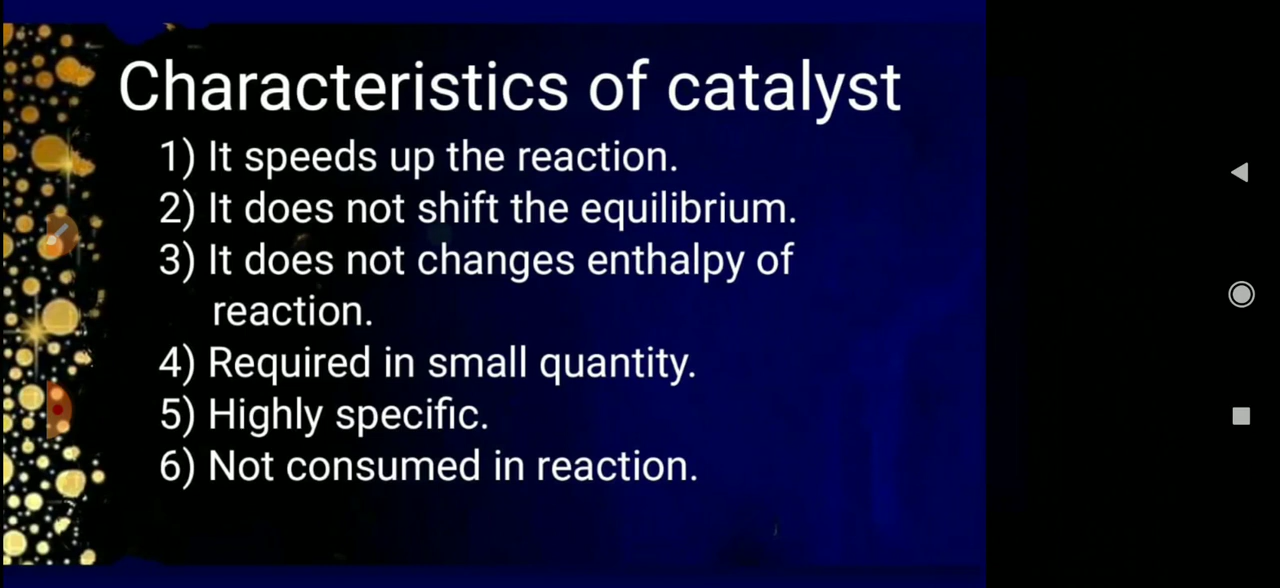 Characteristics of catalyst
1) It speeds up the reaction.
2) It does not shift the equilibrium.
3) It does not changes enthalpy of
reaction.
4) Required in small quantity.
5) Highly specific.
6) Not consumed in reaction.